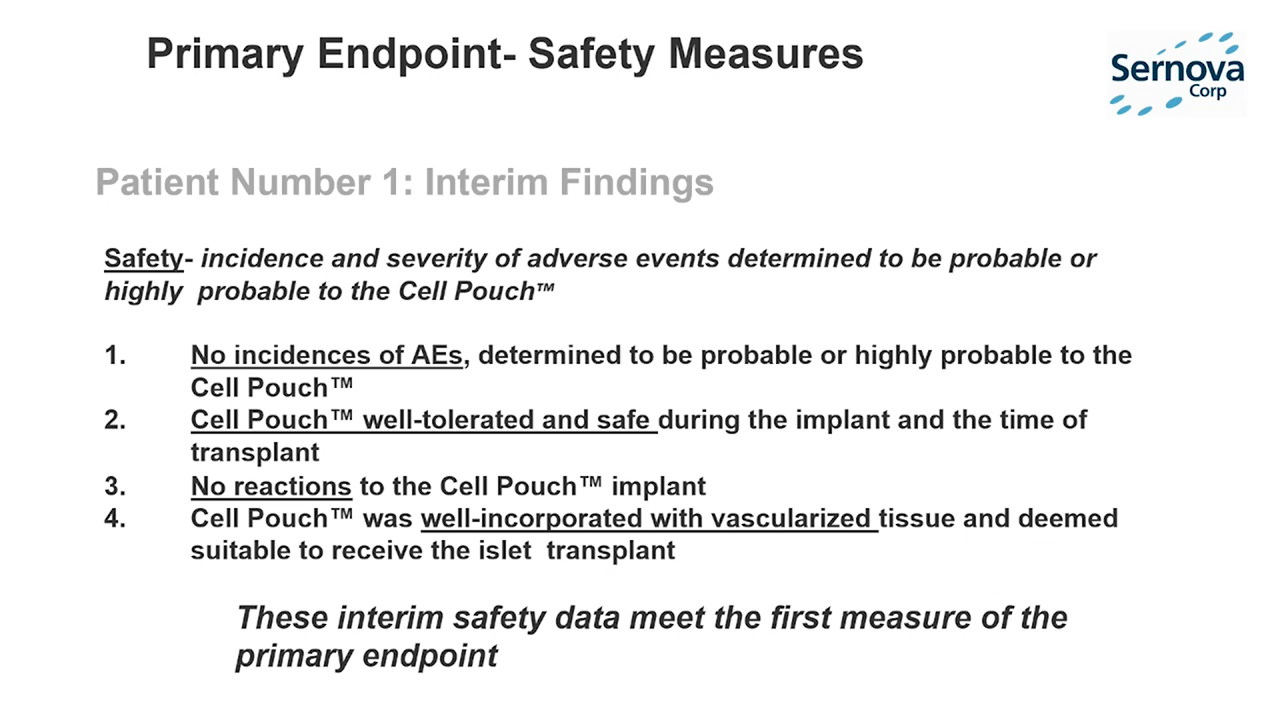 Primary Endpoint- Safety Measures
Sernova
Corp
Patient Number 1: Interim Findings
Safety- incidence and severity of adverse events determined to be probable or
highly  probable to the Cell Pouch™
1. No incidences of AEs, determined to be probable or highly probable to the
Cell Pouch™
2. Cell Pouch™ well-tolerated and safe during the implant and the time of
transplant
3. No reactions to the Cell Pouch™ implant
4. Cell Pouch™ was well-incorporated with vascularized tissue and deemed
suitable to receive the islet  transplant
These interim safety data meet the first measure of the
primary endpoint